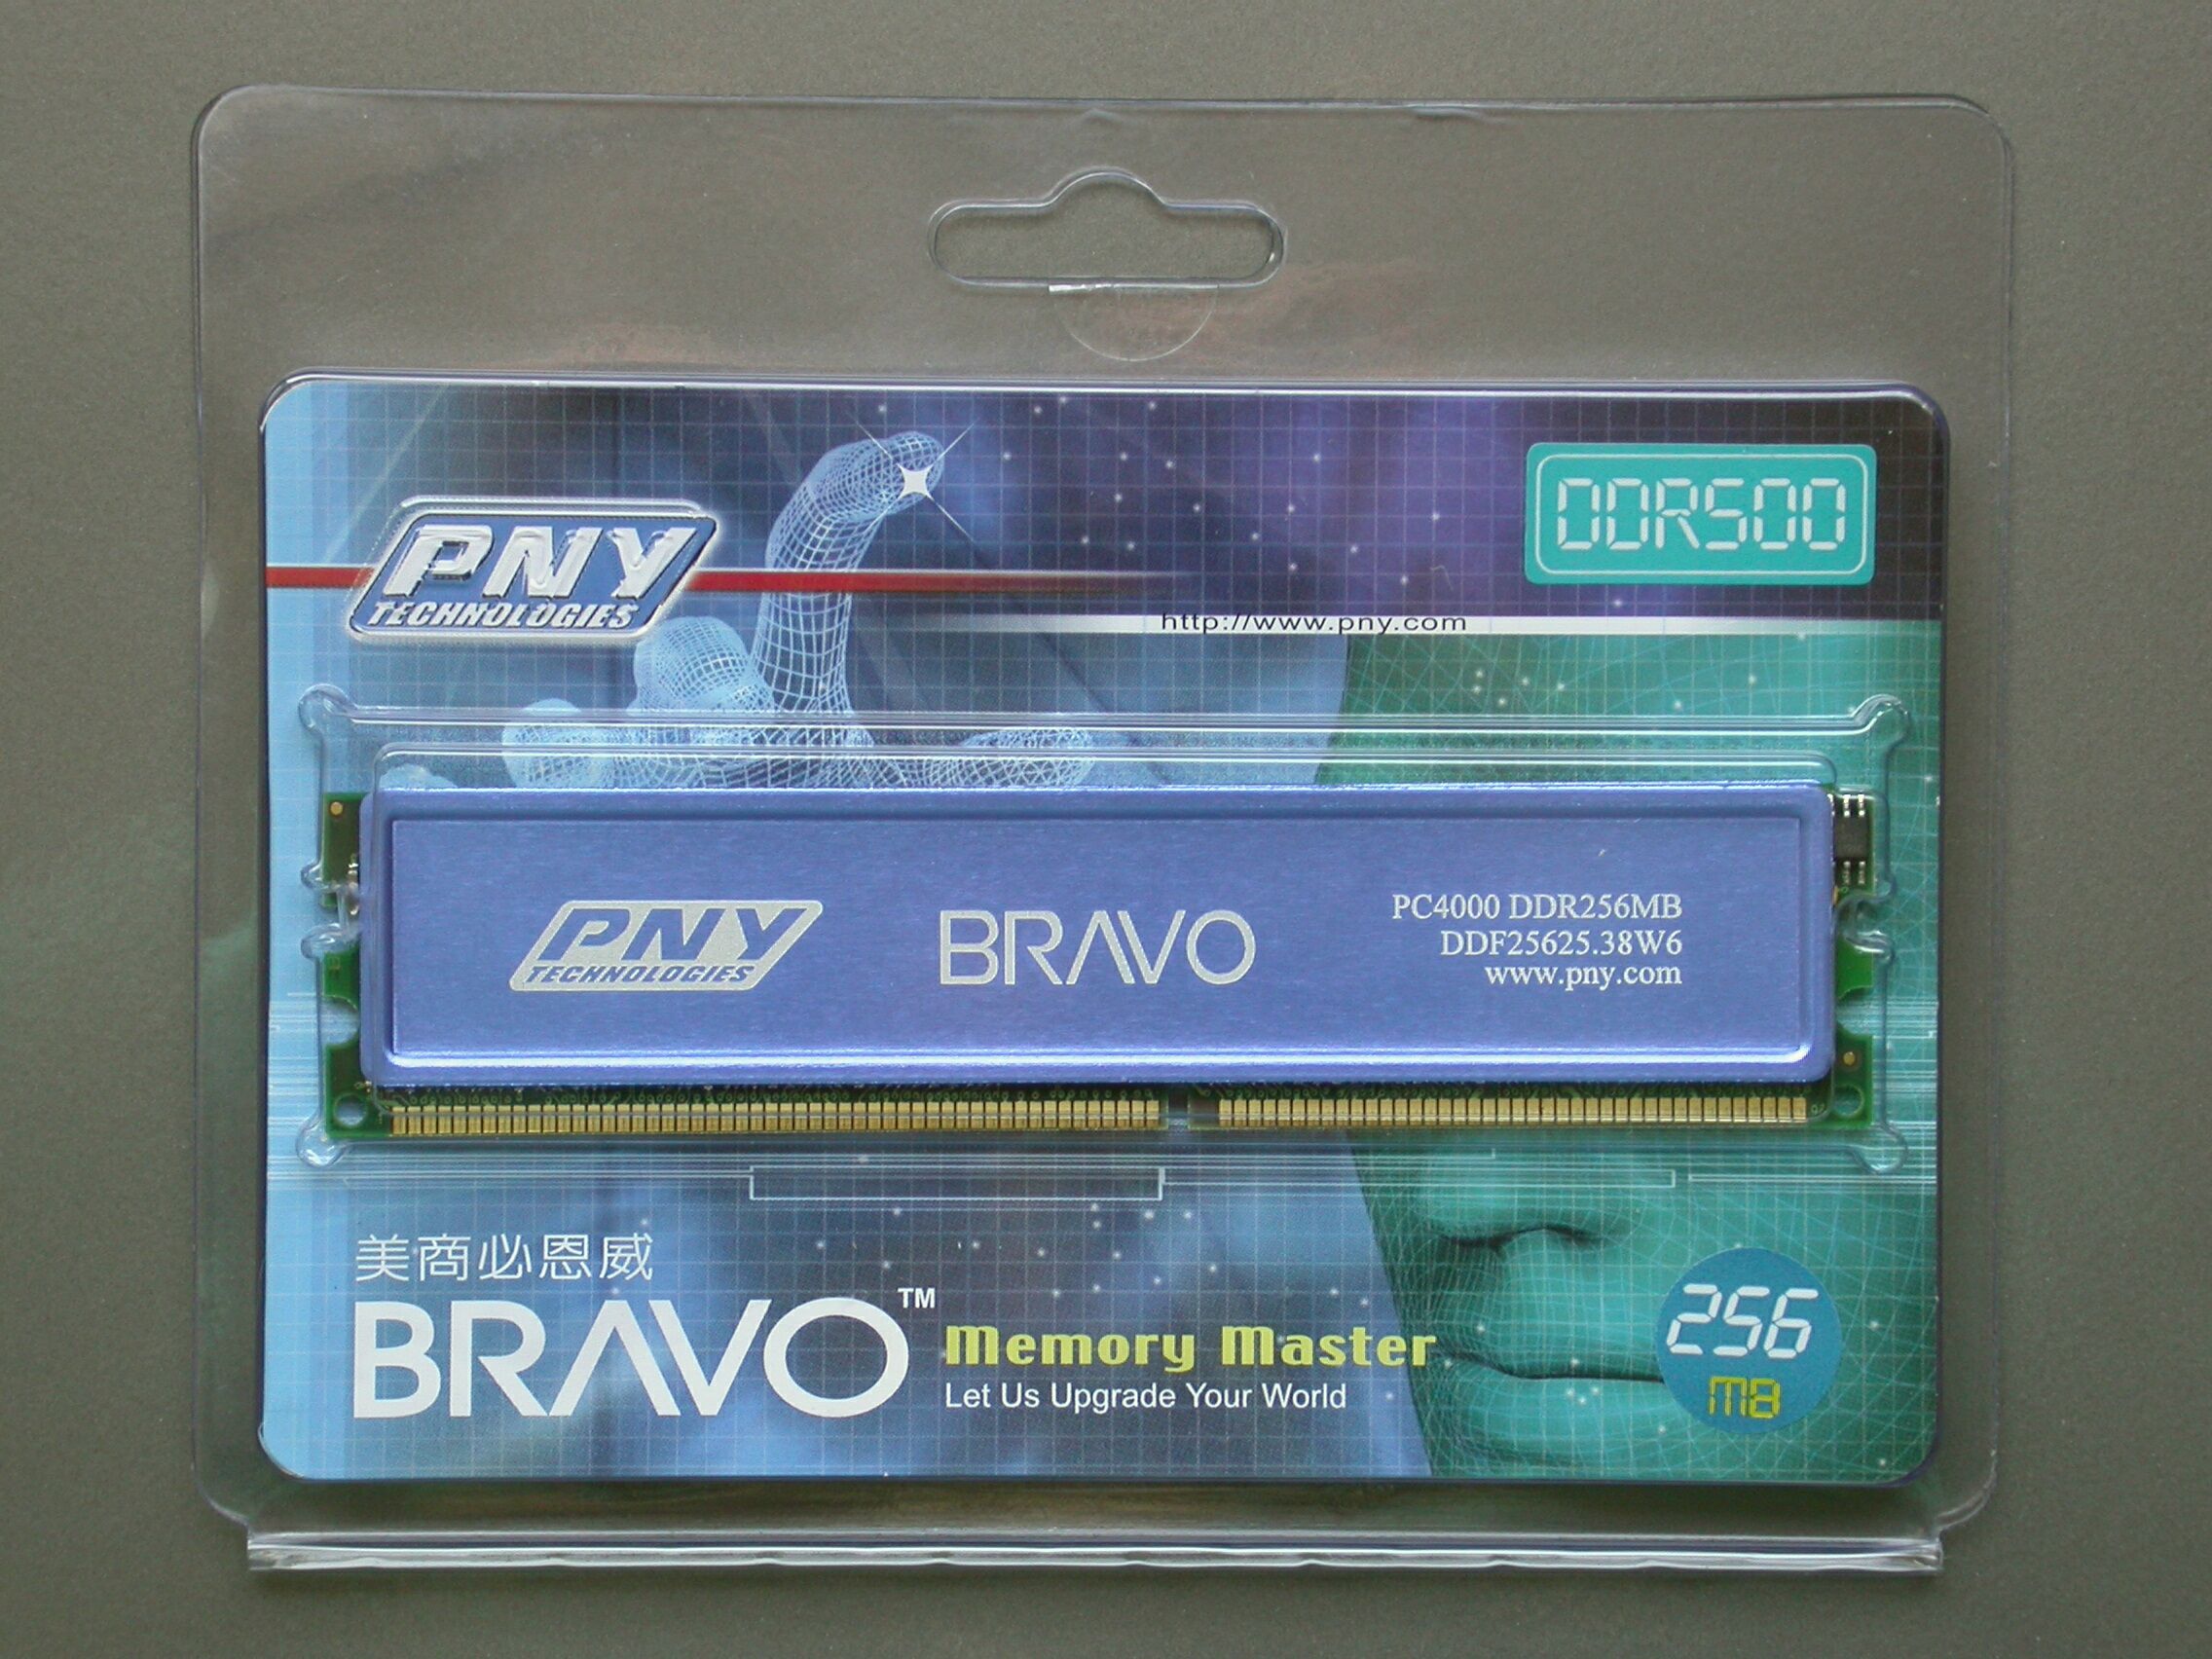 DDR500
PNY
TECHNOLOGIES
http://www.pny.com
PNY
TECHNOLOGIES
BRAVO
PC4000 DDR256MB
DDF25625.38W6
www.pny.com
美商必恩威
BRAVO™
Memory Master
Let Us Upgrade Your World
256
MB